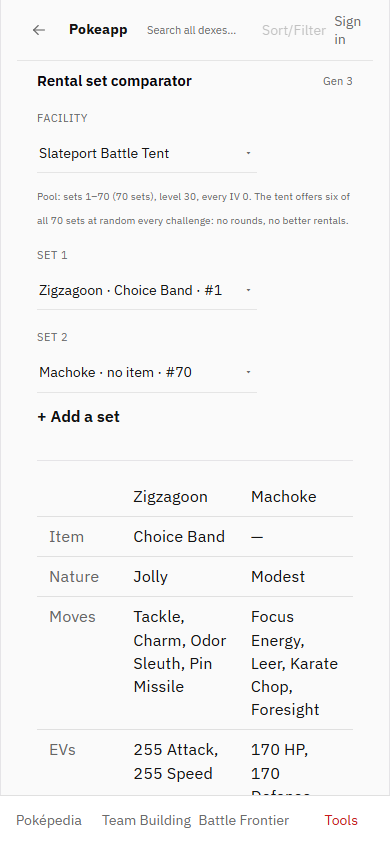 ← Pokeapp Search all dexes... Sort/Filter Sign in
Rental set comparator Gen 3
FACILITY
Slateport Battle Tent
Pool: sets 1–70 (70 sets), level 30, every IV 0. The tent offers six of
all 70 sets at random every challenge: no rounds, no better rentals.
SET 1
Zigzagoon · Choice Band · #1
SET 2
Machoke · no item · #70
+ Add a set
Zigzagoon Machoke
Item Choice Band —
Nature Jolly Modest
Moves Tackle, Focus
Charm, Odor Energy,
Sleuth, Pin Leer, Karate
Missile Chop,
Foresight
EVs 255 Attack, 170 HP,
255 Speed 170
Defense,
Poképedia Team Building Battle Frontier Tools